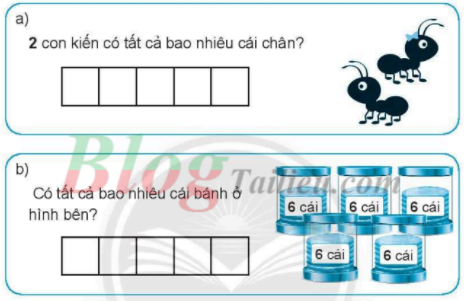 a)
2 con kiến có tất cả bao nhiêu cái chân?
b)
Có tất cả bao nhiêu cái bánh ở
hình bên?
6 cái 6 cái 6 cái
6 cái 6 cái
Blog Tailieu.com